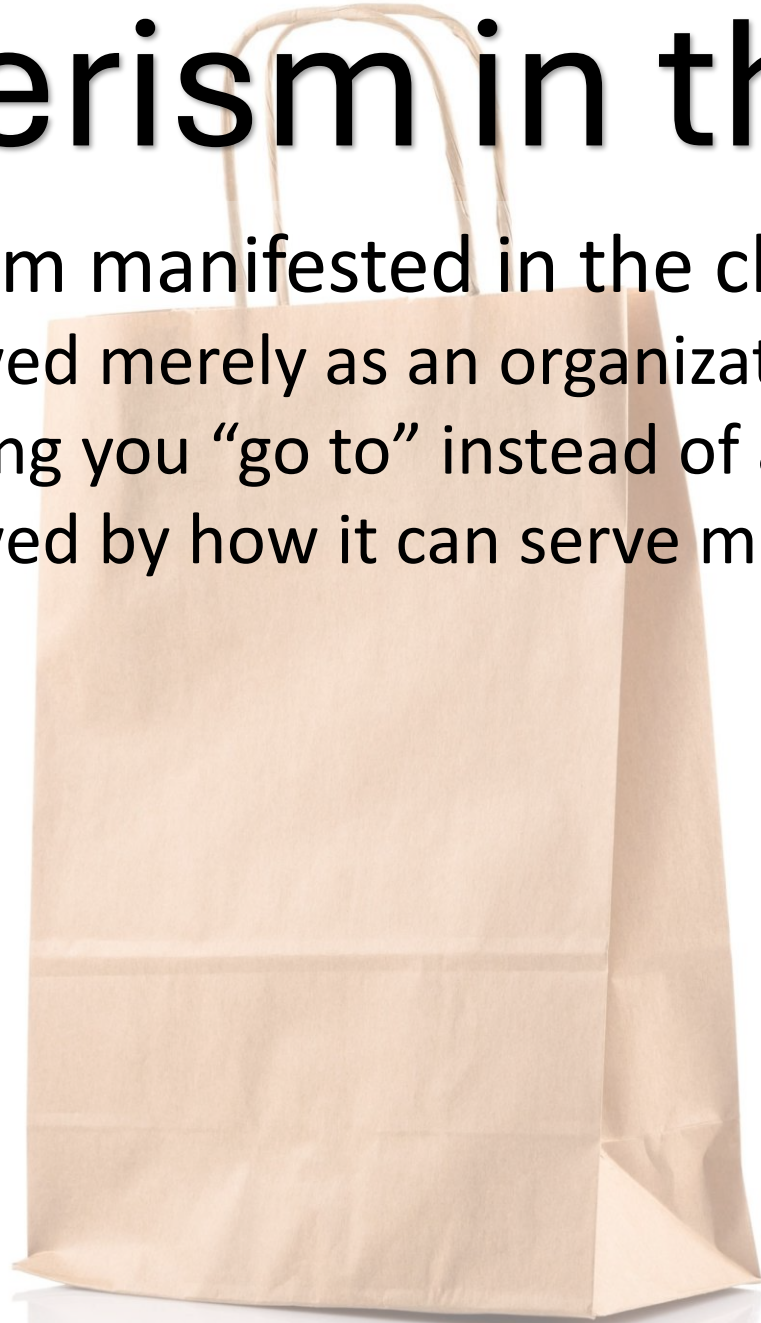 erism in th
m manifested in the cl
ved merely as an organizat
ng you “go to” instead of
ved by how it can serve m